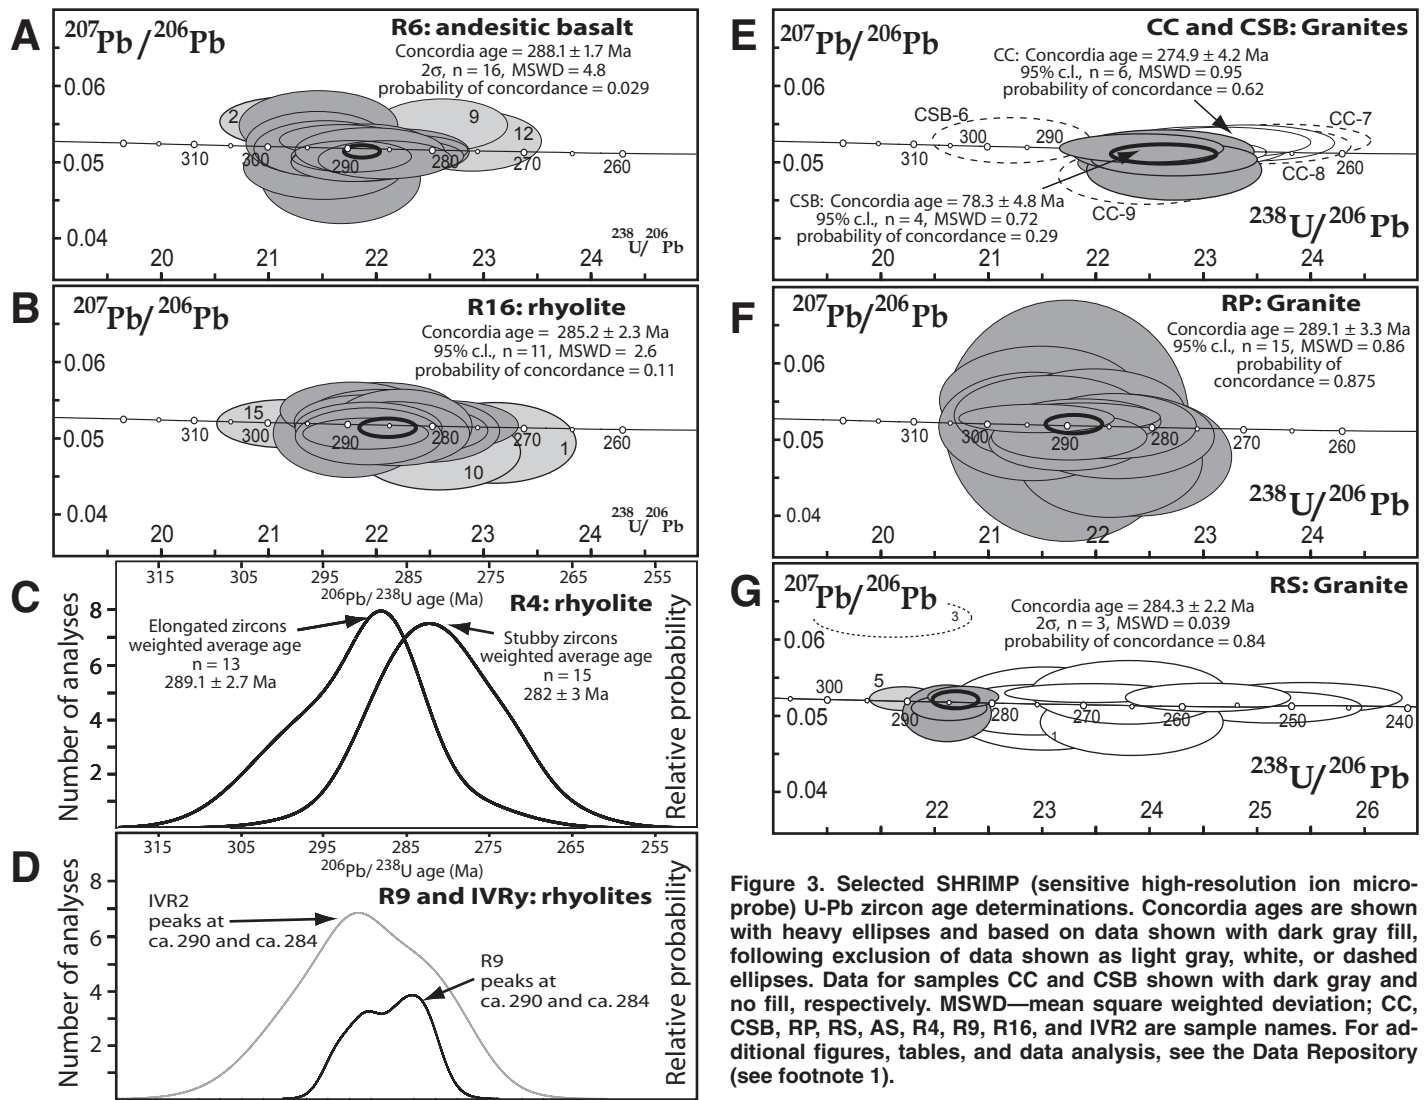 A
207Pb/206Pb
R6: andesitic basalt
Concordia age = 288.1 ± 1.7 Ma
2σ, n = 16, MSWD = 4.8
probability of concordance = 0.029
0.06
0.05
0.04
2
9
12
310
300
290
280
270
260
20
21
22
23
24
238U/206Pb
B
207Pb/206Pb
R16: rhyolite
Concordia age = 285.2 ± 2.3 Ma
95% c.l., n = 11, MSWD = 2.6
probability of concordance = 0.11
0.06
0.05
0.04
15
1
10
310
300
290
280
270
260
20
21
22
23
24
238U/206Pb
C
315
305
295
285
275
265
255
206Pb/238U age (Ma)
R4: rhyolite
Number of analyses
8
6
4
2
Elongated zircons
weighted average age
n = 13
289.1 ± 2.7 Ma
Stubby zircons
weighted average age
n = 15
282 ± 3 Ma
Relative probability
D
315
305
295
285
275
265
255
206Pb/238U age (Ma)
R9 and IVRy: rhyolites
Number of analyses
8
6
4
2
IVR2
peaks at
ca. 290 and ca. 284
R9
peaks at
ca. 290 and ca. 284
Relative probability
E
207Pb/206Pb
CC and CSB: Granites
CC: Concordia age = 274.9 ± 4.2 Ma
95% c.l., n = 6, MSWD = 0.95
probability of concordance = 0.62
0.06
0.05
0.04
CSB-6
CC-7
CC-8
CC-9
310
300
290
260
CSB: Concordia age = 78.3 ± 4.8 Ma
95% c.l., n = 4, MSWD = 0.72
probability of concordance = 0.29
238U/206Pb
20
21
22
23
24
F
207Pb/206Pb
RP: Granite
Concordia age = 289.1 ± 3.3 Ma
95% c.l., n = 15, MSWD = 0.86
probability of
concordance = 0.875
0.06
0.05
0.04
310
300
290
280
270
260
238U/206Pb
20
21
22
23
24
G
207Pb/206Pb
RS: Granite
Concordia age = 284.3 ± 2.2 Ma
2σ, n = 3, MSWD = 0.039
probability of concordance = 0.84
3
0.06
0.05
0.04
5
1
300
290
280
270
260
250
240
238U/206Pb
22
23
24
25
26
Figure 3. Selected SHRIMP (sensitive high-resolution ion micro-
probe) U-Pb zircon age determinations. Concordia ages are shown
with heavy ellipses and based on data shown with dark gray fill,
following exclusion of data shown as light gray, white, or dashed
ellipses. Data for samples CC and CSB shown with dark gray and
no fill, respectively. MSWD—mean square weighted deviation; CC,
CSB, RP, RS, AS, R4, R9, R16, and IVR2 are sample names. For ad-
ditional figures, tables, and data analysis, see the Data Repository
(see footnote 1).